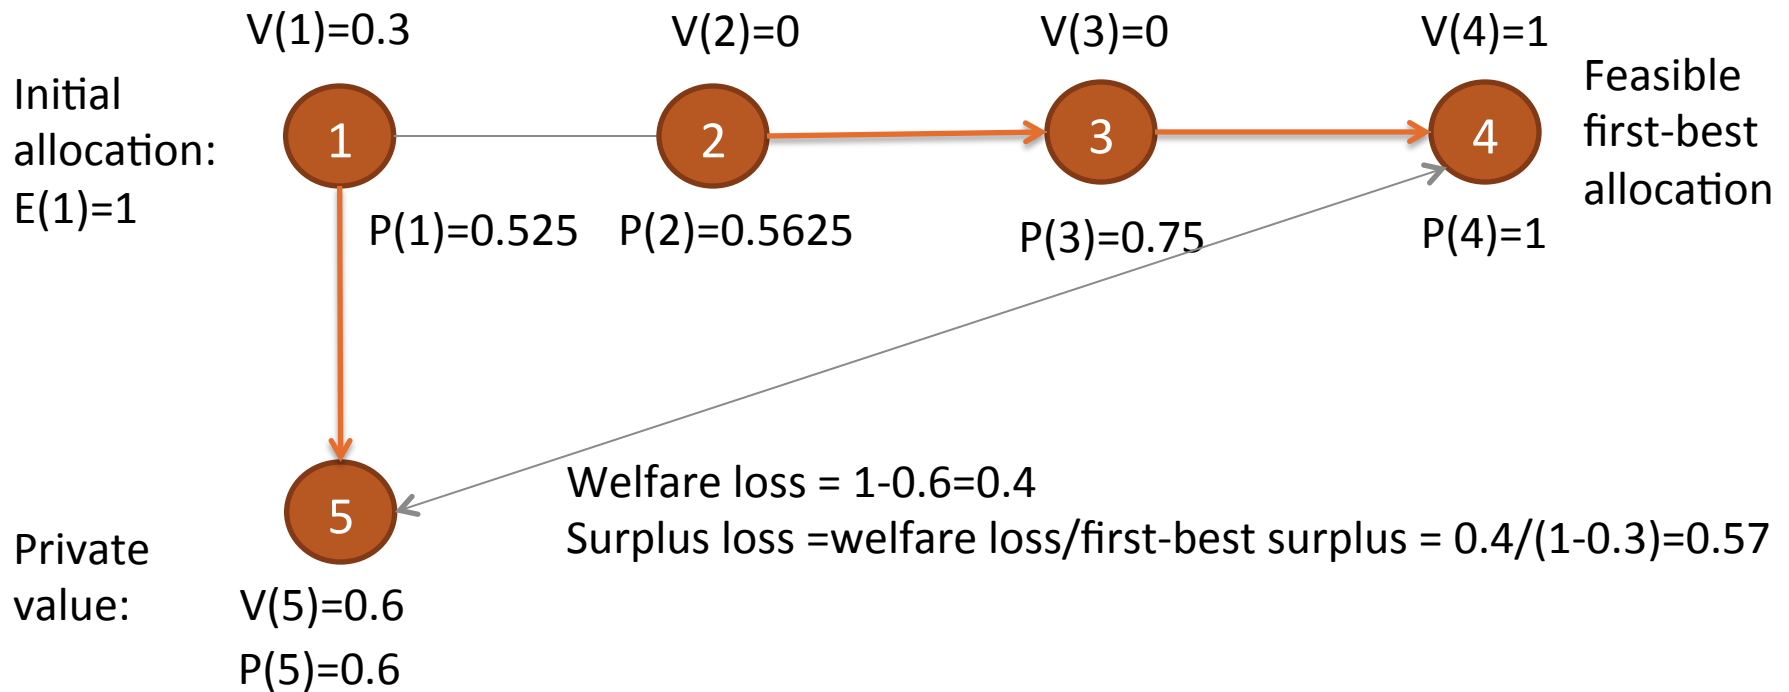 V(1)=0.3
V(2)=0
V(3)=0
V(4)=1
Initial
allocation:
E(1)=1
1
2
3
4
Feasible
first-best
allocation
P(1)=0.525
P(2)=0.5625
P(3)=0.75
P(4)=1
5
Welfare loss = 1-0.6=0.4
Surplus loss =welfare loss/first-best surplus = 0.4/(1-0.3)=0.57
Private
value:
V(5)=0.6
P(5)=0.6